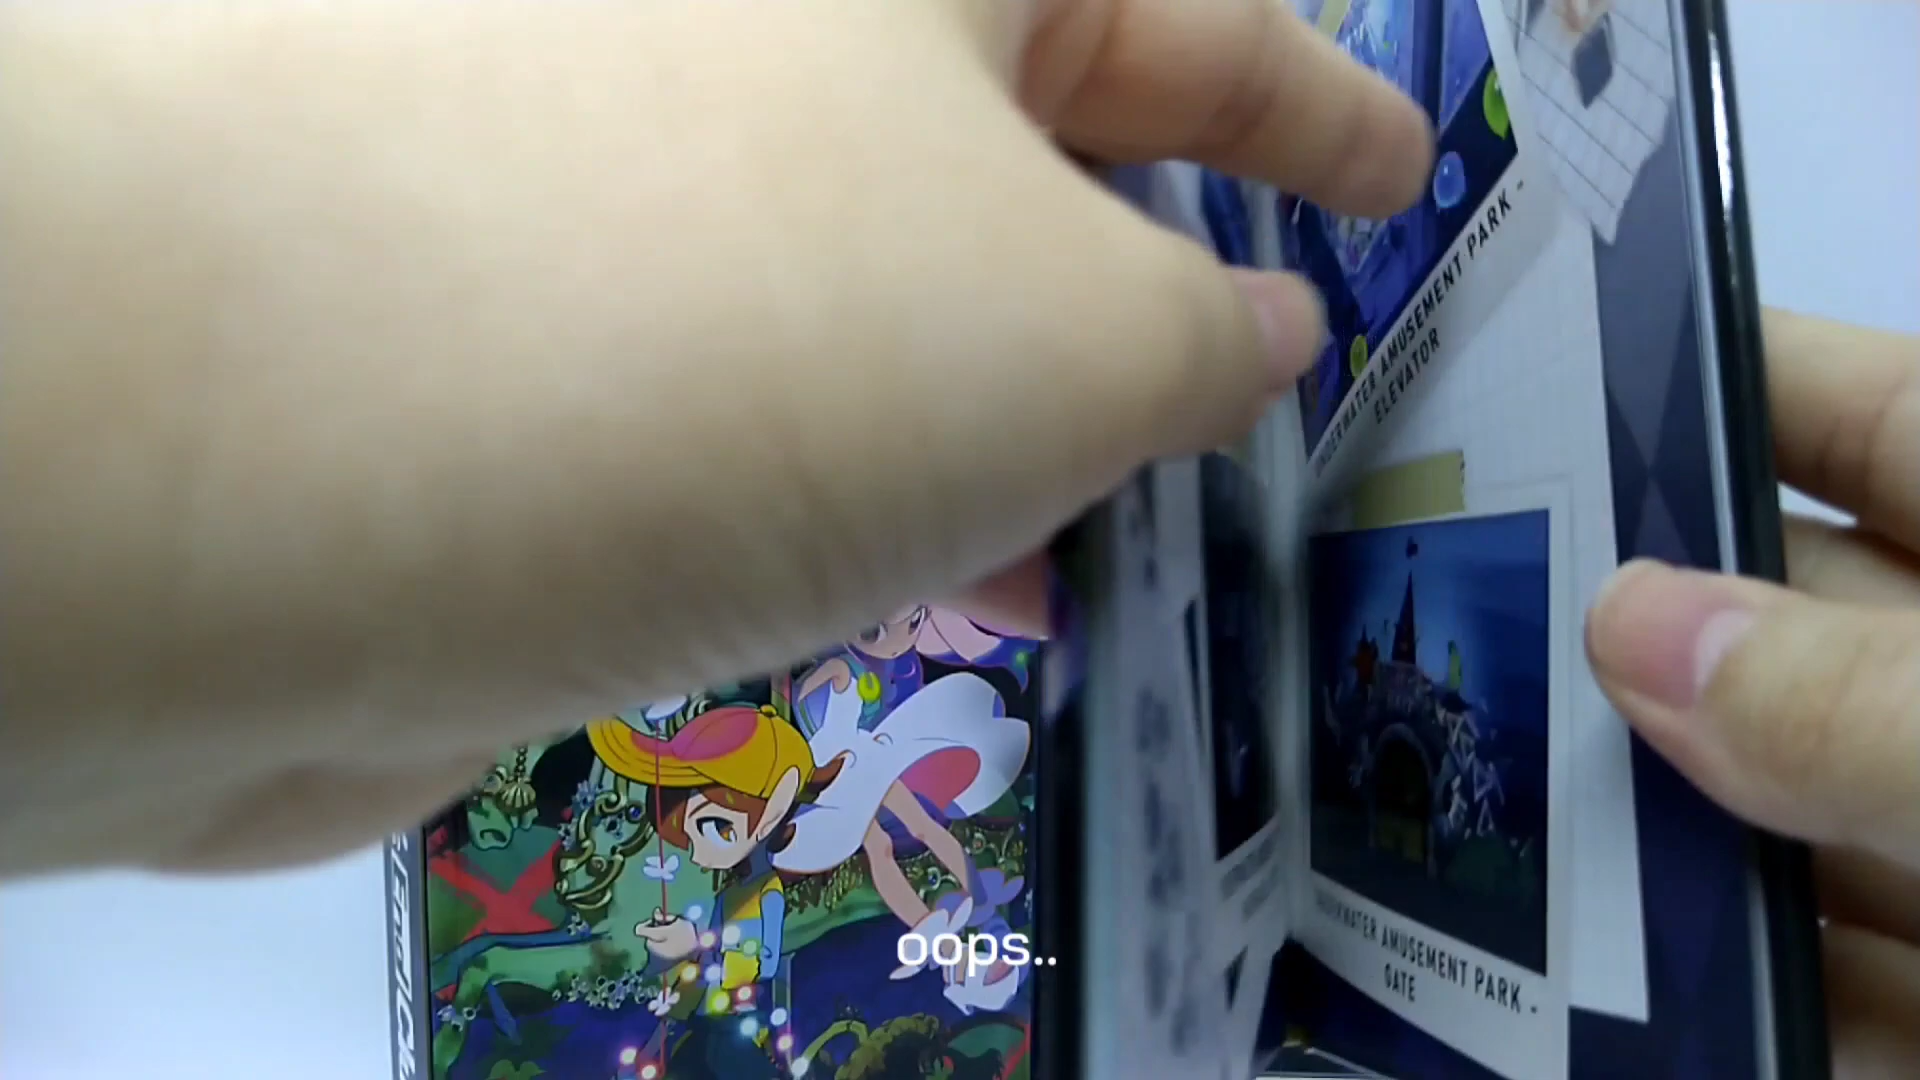 UNDERWATER AMUSEMENT PARK -
ELEVATOR
UNDERWATER AMUSEMENT PARK -
GATE
oops..